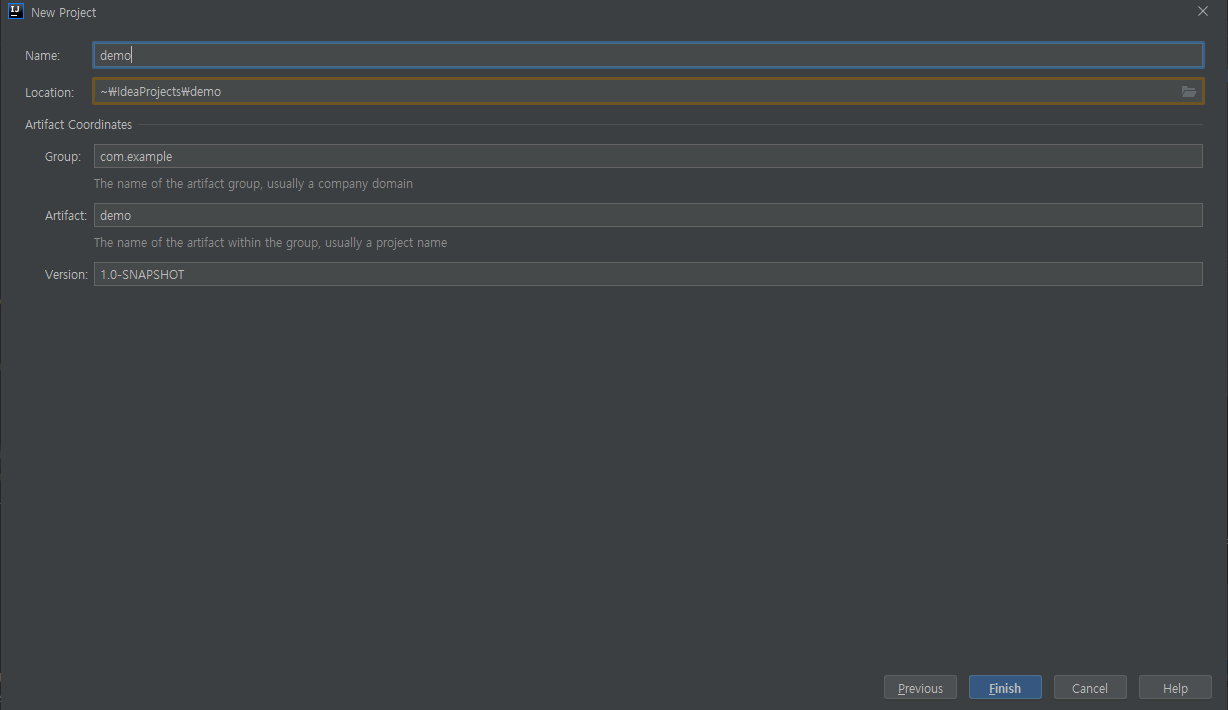 IJ New Project
Name: demo
Location: ~₩IdeaProjects₩demo
Artifact Coordinates
Group: com.example
The name of the artifact group, usually a company domain
Artifact: demo
The name of the artifact within the group, usually a project name
Version: 1.0-SNAPSHOT
Previous Finish Cancel Help